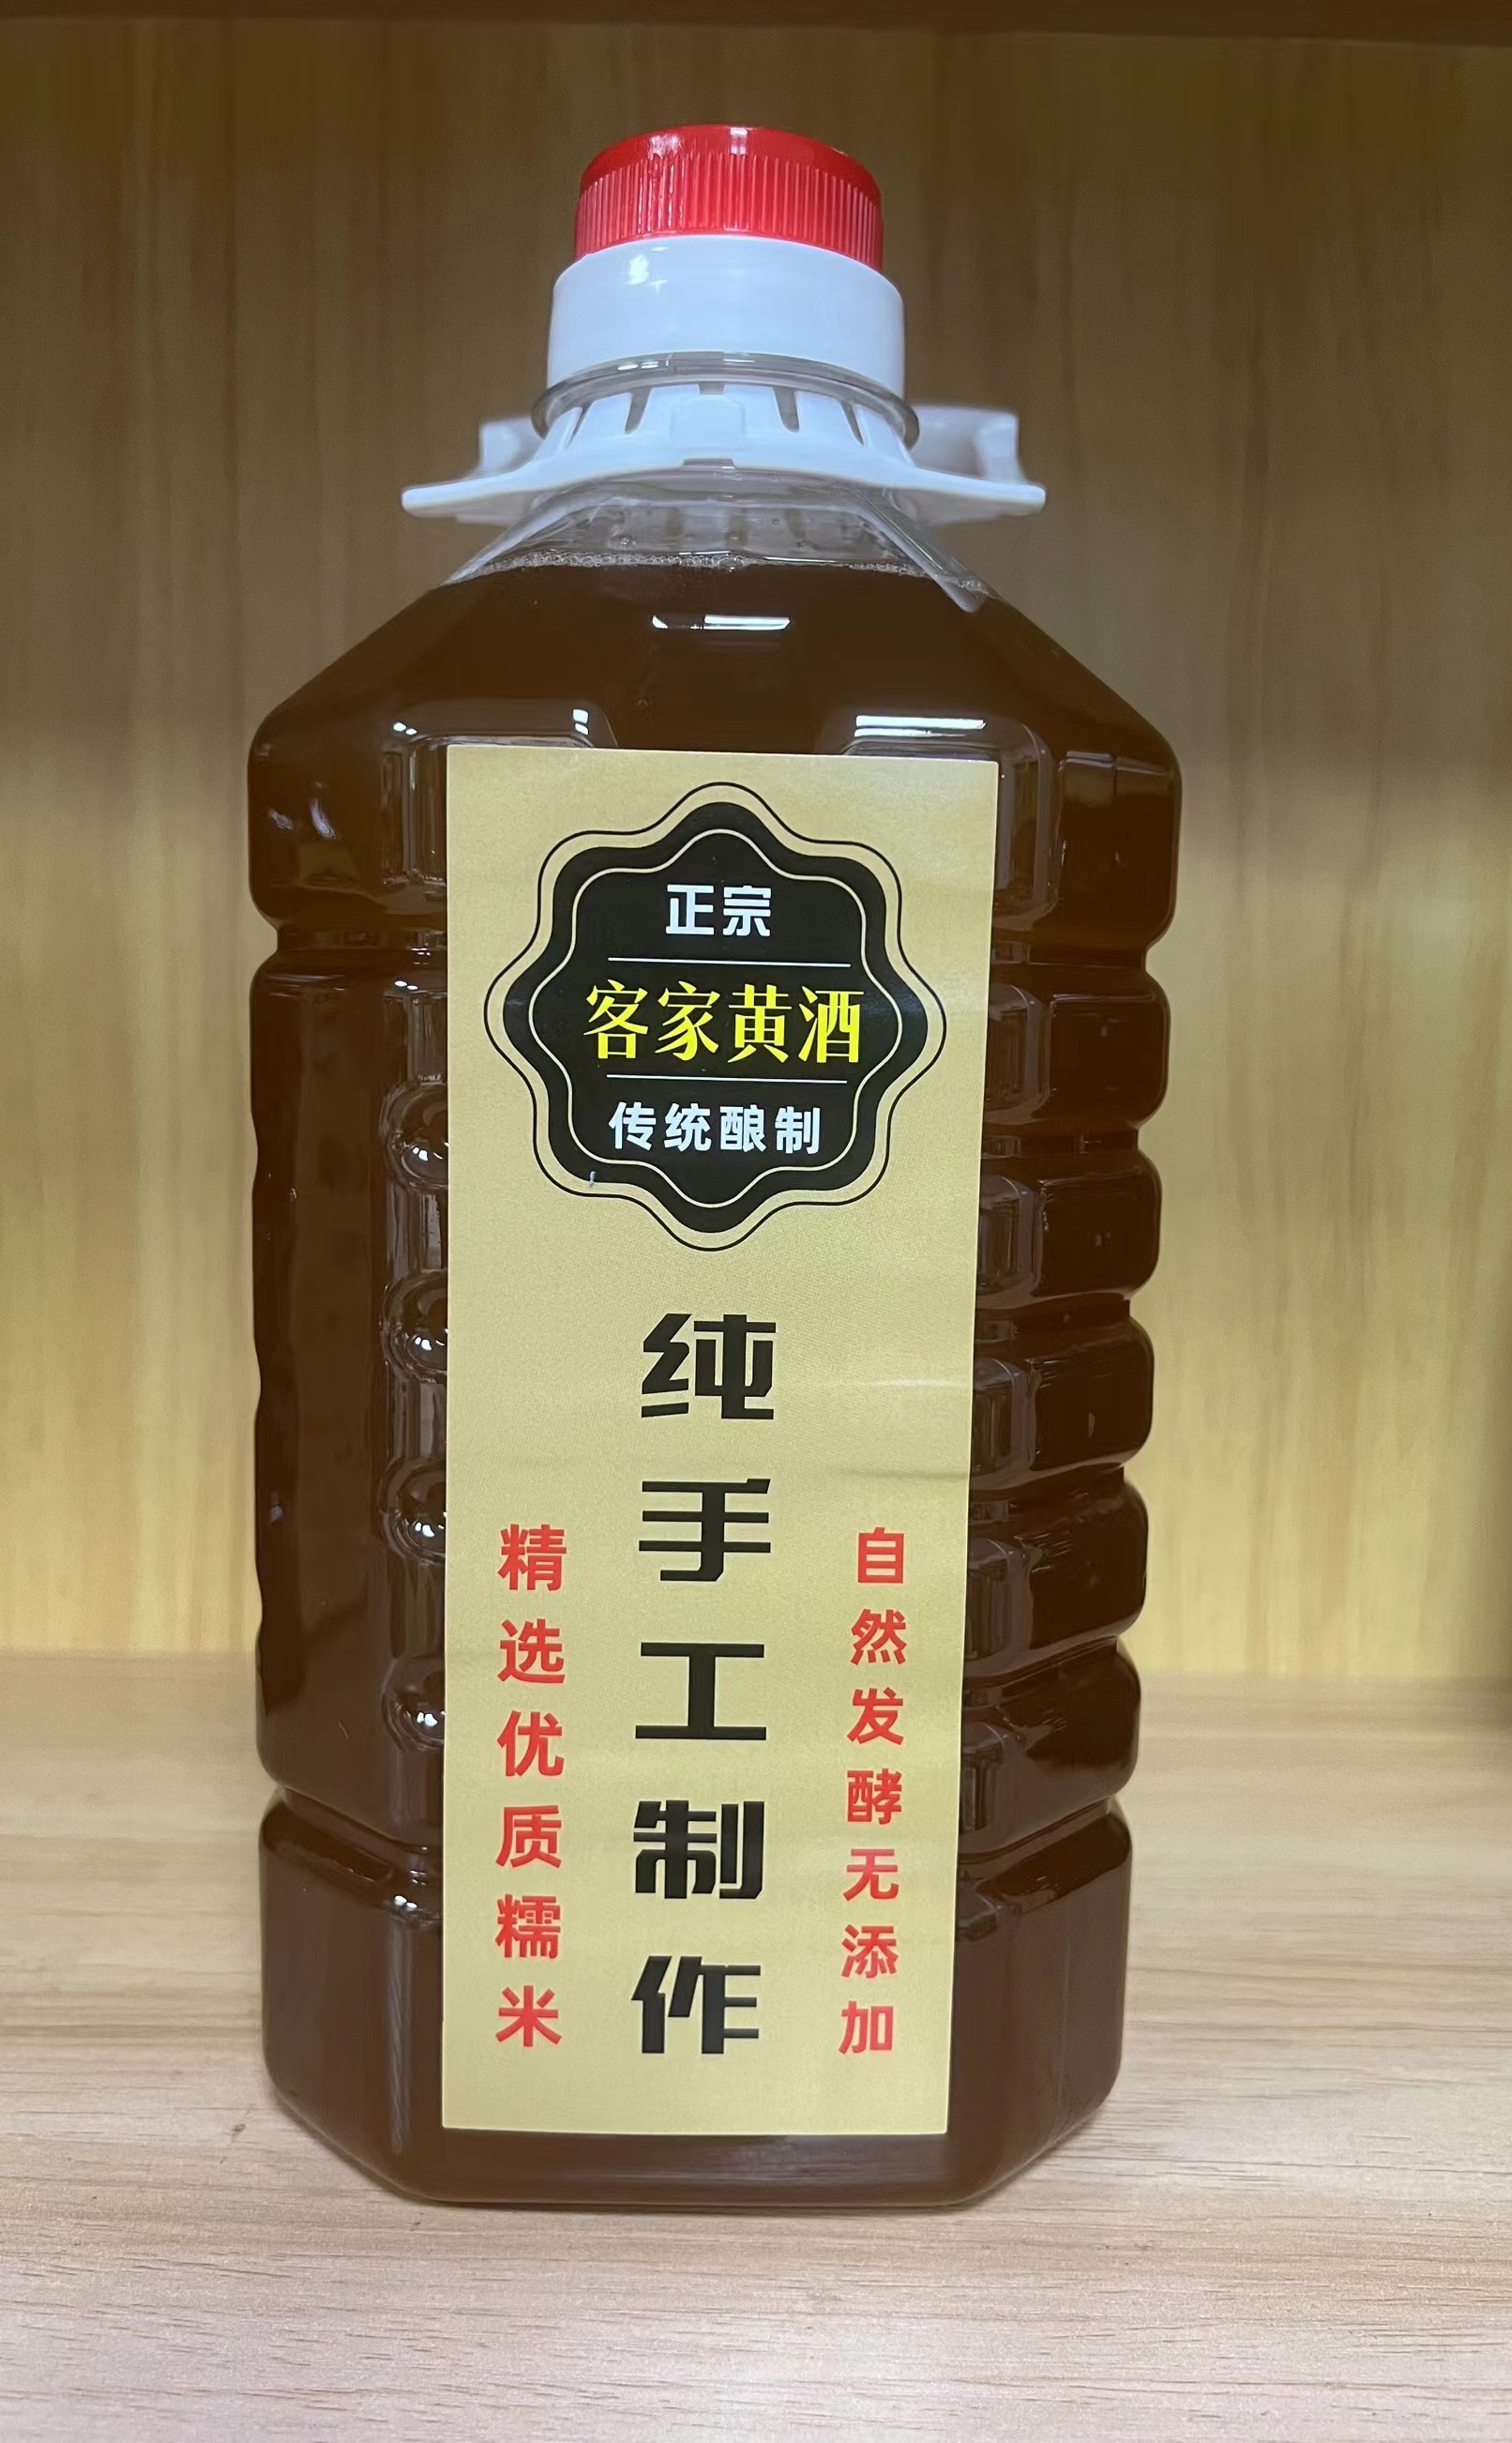 正宗
客家黄酒
传统酿制
纯手工制作
精选优质糯米
自然发酵无添加